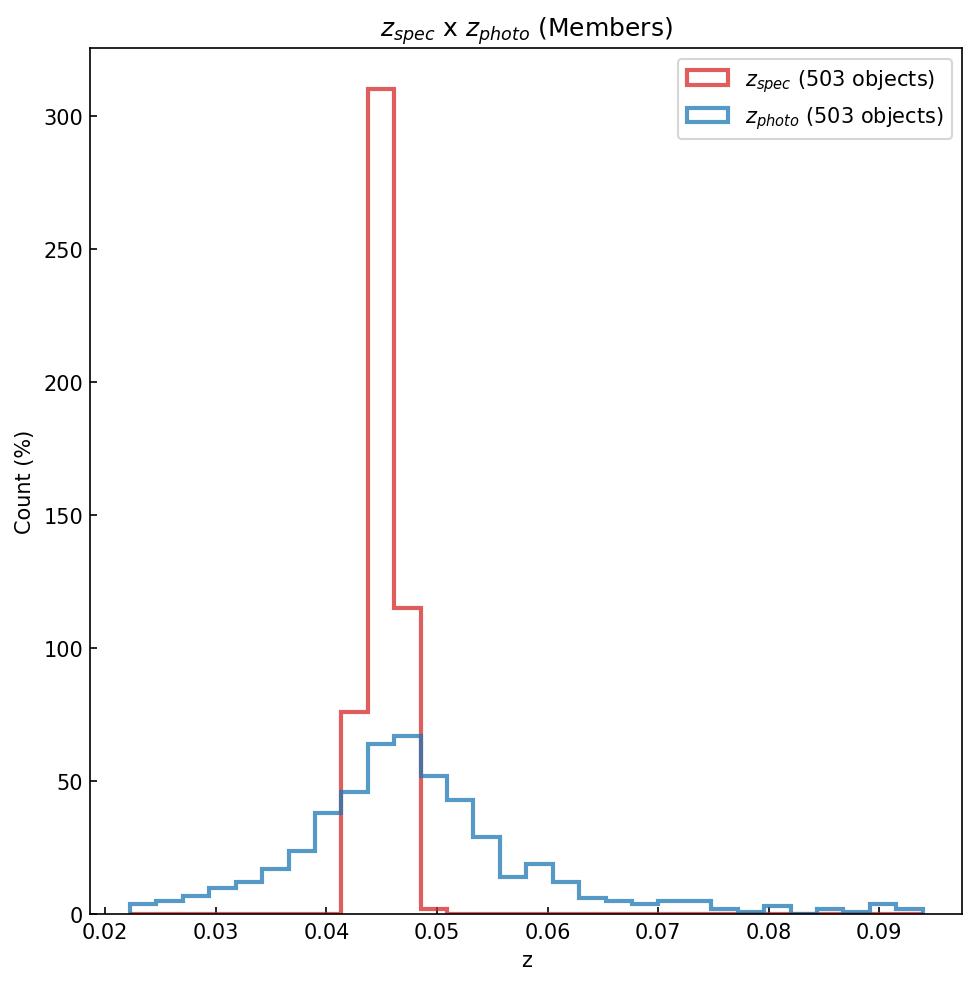 z_spec x z_photo (Members)
z_spec (503 objects)
z_photo (503 objects)
Count (%)
300
250
200
150
100
50
0
0.02 0.03 0.04 0.05 0.06 0.07 0.08 0.09
z